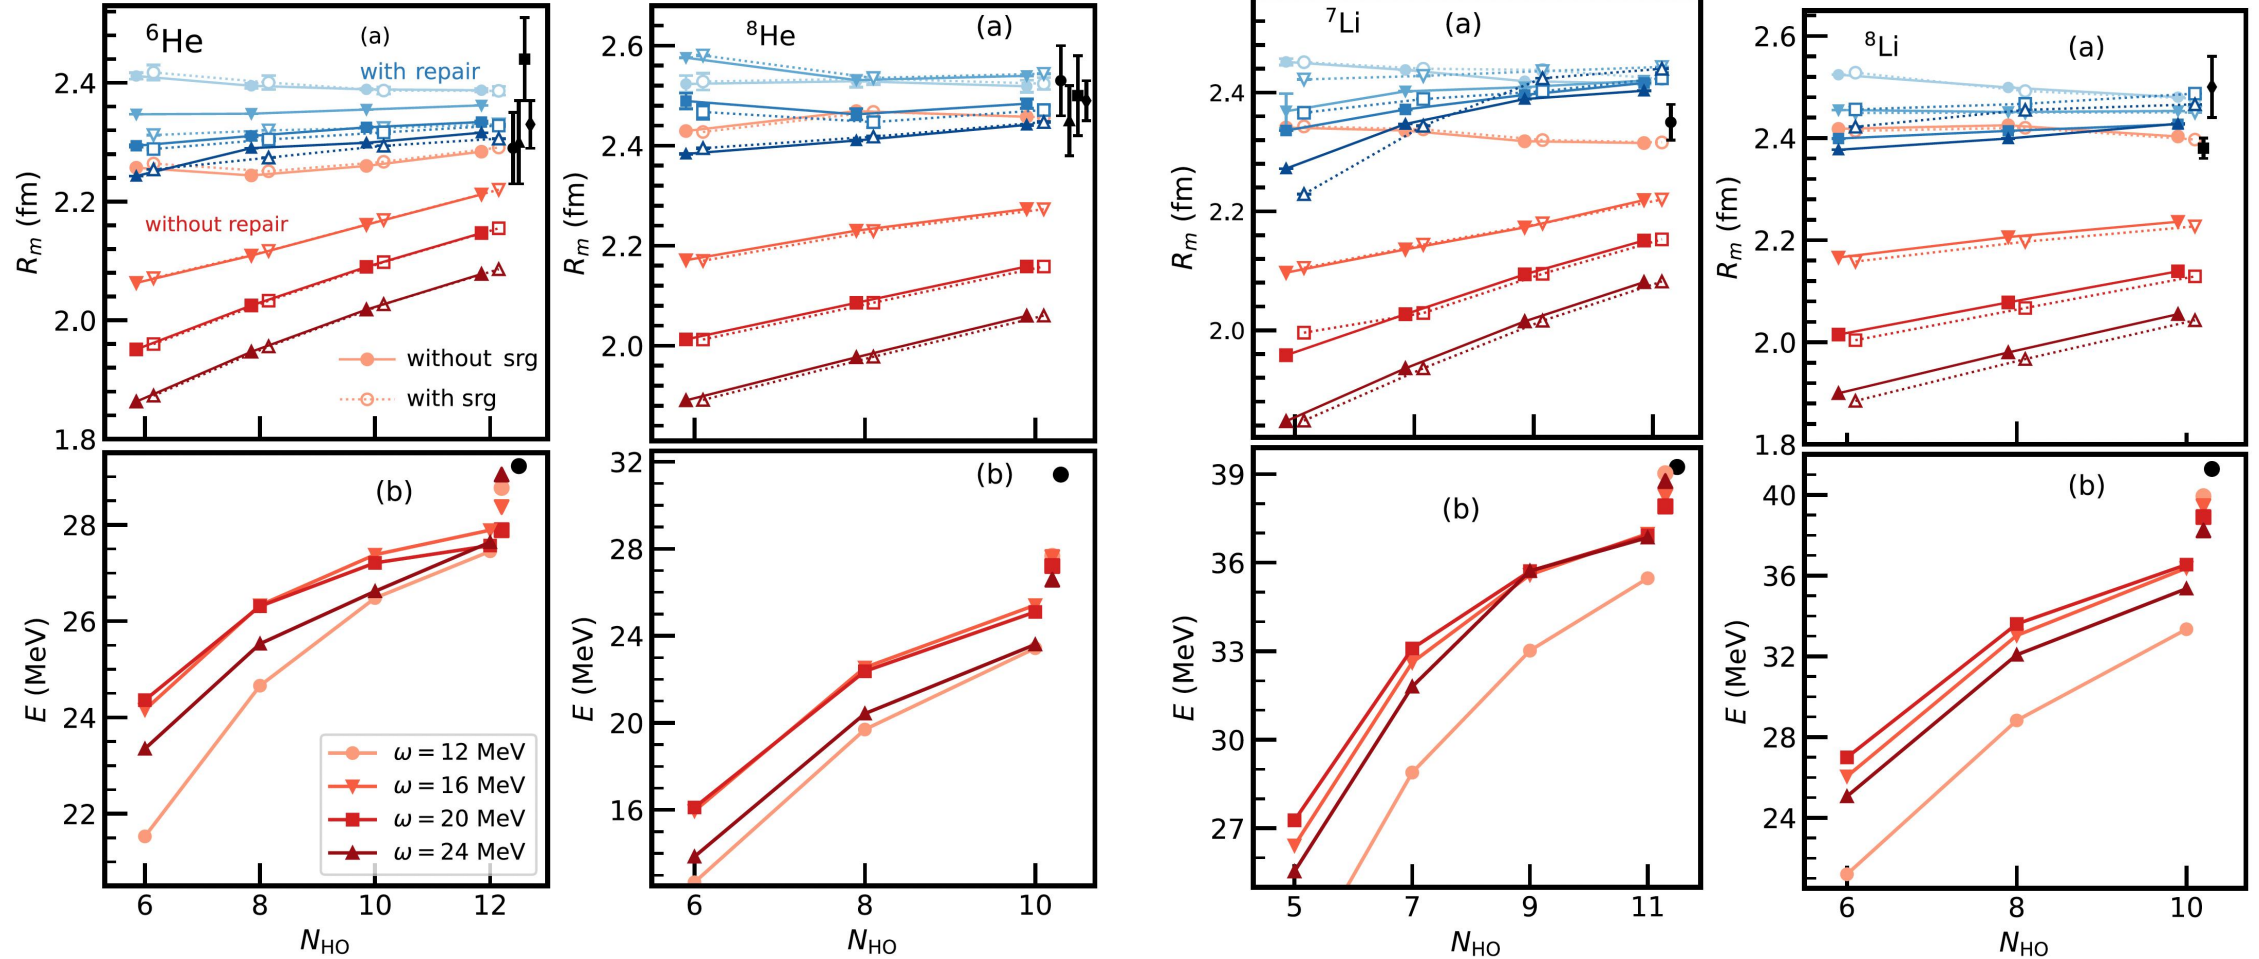 ⁶He
(a)
with repair
without repair
without srg
with srg
2.4
2.2
2.0
1.8
Rₘ (fm)
⁸He
(a)
2.6
2.4
2.2
2.0
Rₘ (fm)
⁷Li
(a)
2.4
2.2
2.0
Rₘ (fm)
⁸Li
(a)
2.6
2.4
2.2
2.0
1.8
Rₘ (fm)
(b)
28
26
24
22
E (MeV)
ω = 12 MeV
ω = 16 MeV
ω = 20 MeV
ω = 24 MeV
6 8 10 12
N_HO
(b)
32
28
24
20
16
E (MeV)
6 8 10
N_HO
(b)
39
36
33
30
27
E (MeV)
5 7 9 11
N_HO
(b)
40
36
32
28
24
E (MeV)
6 8 10
N_HO